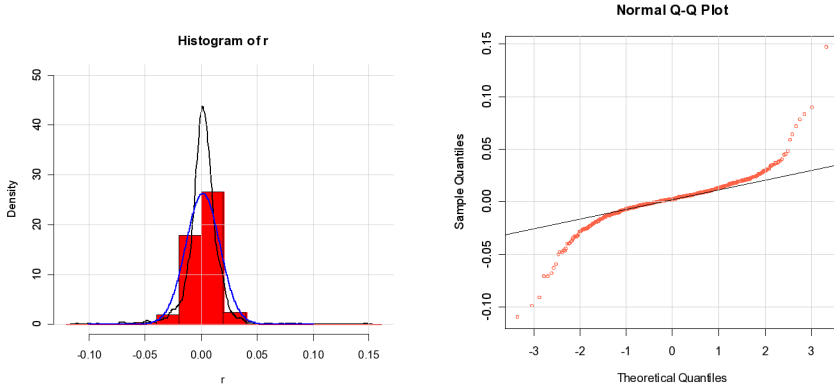 Histogram of r
Density
50
40
30
20
10
0
-0.10 -0.05 0.00 0.05 0.10 0.15
r
Normal Q-Q Plot
Sample Quantiles
0.15
0.10
0.05
0.00
-0.05
-0.10
-3 -2 -1 0 1 2 3
Theoretical Quantiles